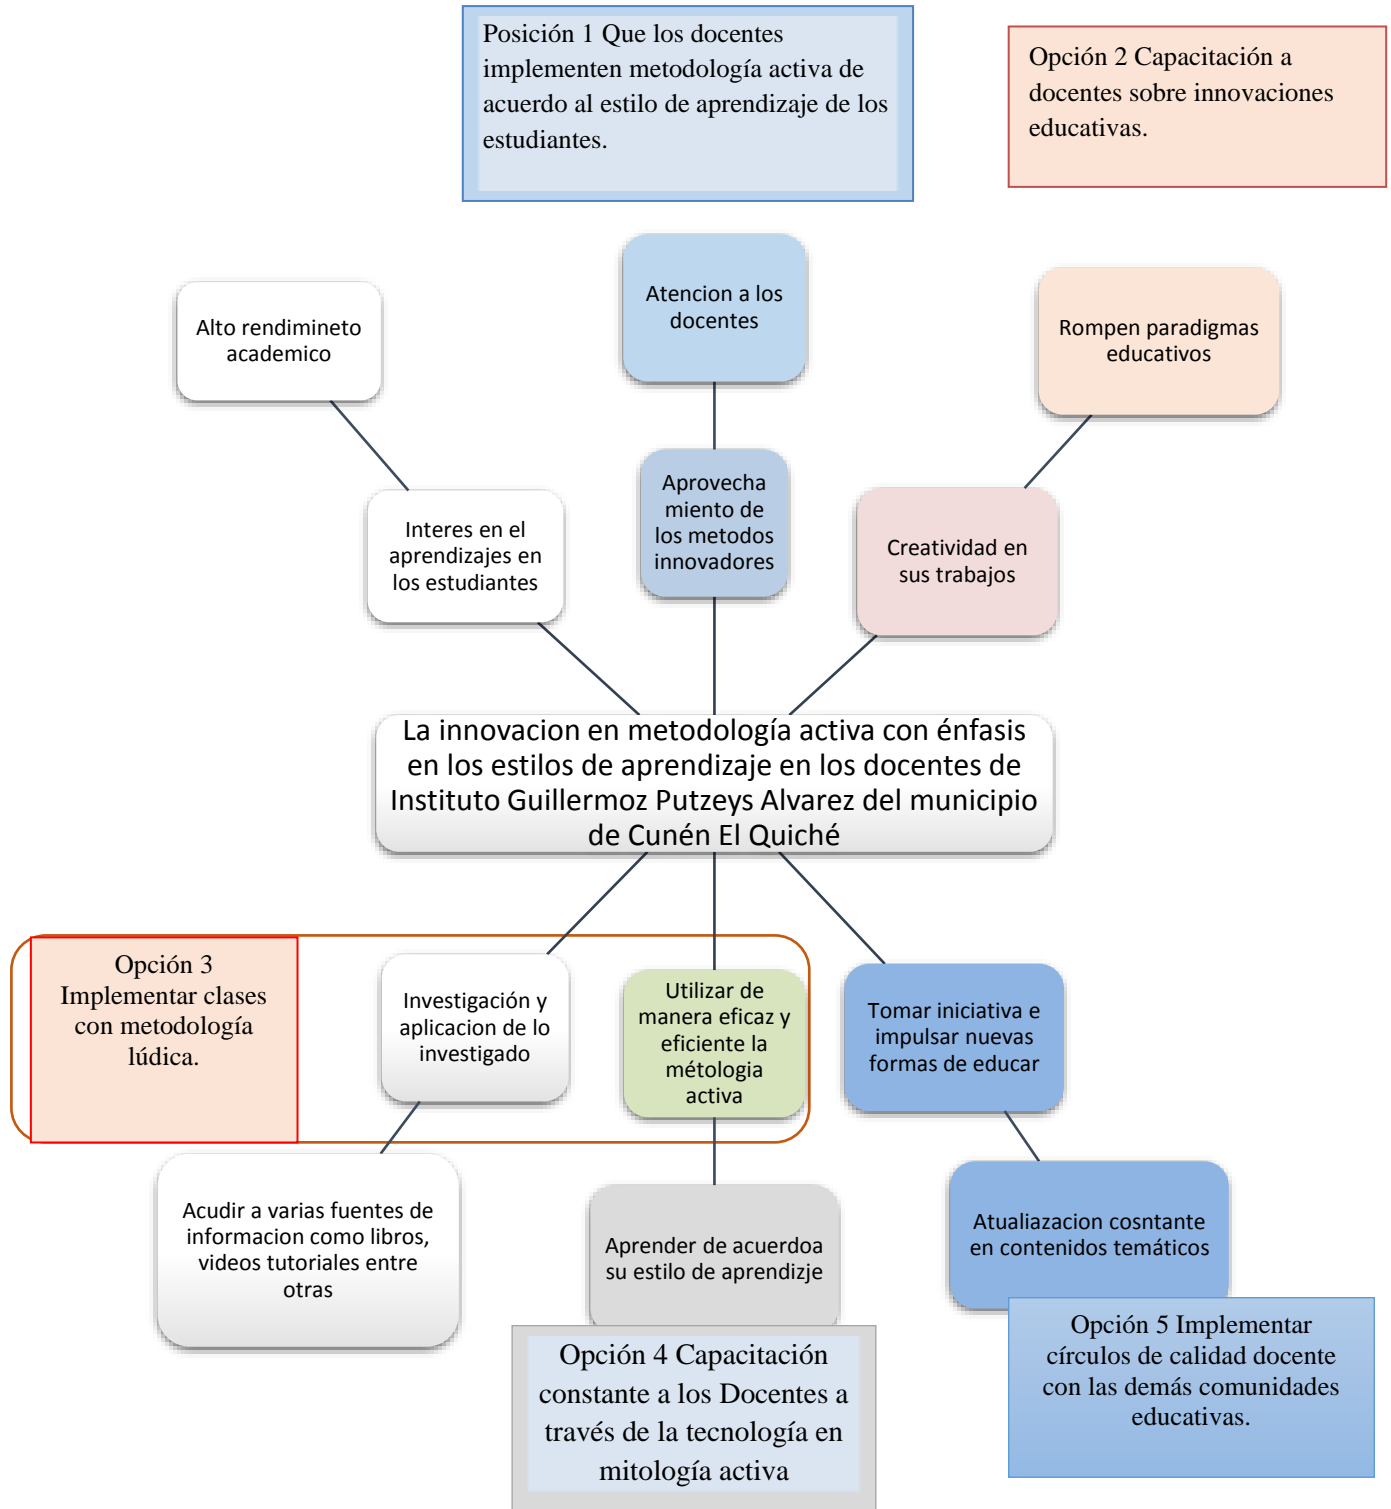 Posición 1 Que los docentes
implementen metodología activa de
acuerdo al estilo de aprendizaje de los
estudiantes.
Opción 2 Capacitación a
docentes sobre innovaciones
educativas.
Alto rendimineto
academico
Atencion a los
docentes
Rompen paradigmas
educativos
Interes en el
aprendizajes en
los estudiantes
Aprovecha
miento de
los metodos
innovadores
Creatividad en
sus trabajos
La innovacion en metodología activa con énfasis
en los estilos de aprendizaje en los docentes de
Instituto Guillermoz Putzeys Alvarez del municipio
de Cunén El Quiché
Opción 3
Implementar clases
con metodología
lúdica.
Investigación y
aplicacion de lo
investigado
Utilizar de
manera eficaz y
eficiente la
métologia
activa
Tomar iniciativa e
impulsar nuevas
formas de educar
Acudir a varias fuentes de
informacion como libros,
videos tutoriales entre
otras
Aprender de acuerdoa
su estilo de aprendizje
Atualiazacion cosntante
en contenidos temáticos
Opción 4 Capacitación
constante a los Docentes a
través de la tecnología en
mitología activa
Opción 5 Implementar
círculos de calidad docente
con las demás comunidades
educativas.